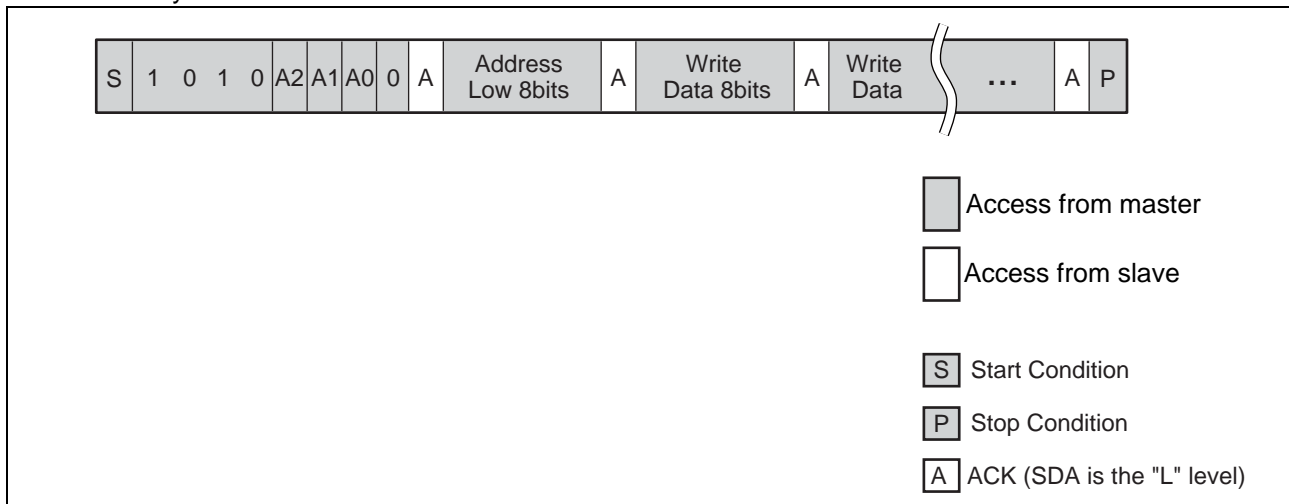 S 1 0 1 0 A2 A1 A0 0 A Address Low 8bits A Write Data 8bits A Write Data ... A P
Access from master
Access from slave
S Start Condition
P Stop Condition
A ACK (SDA is the "L" level)